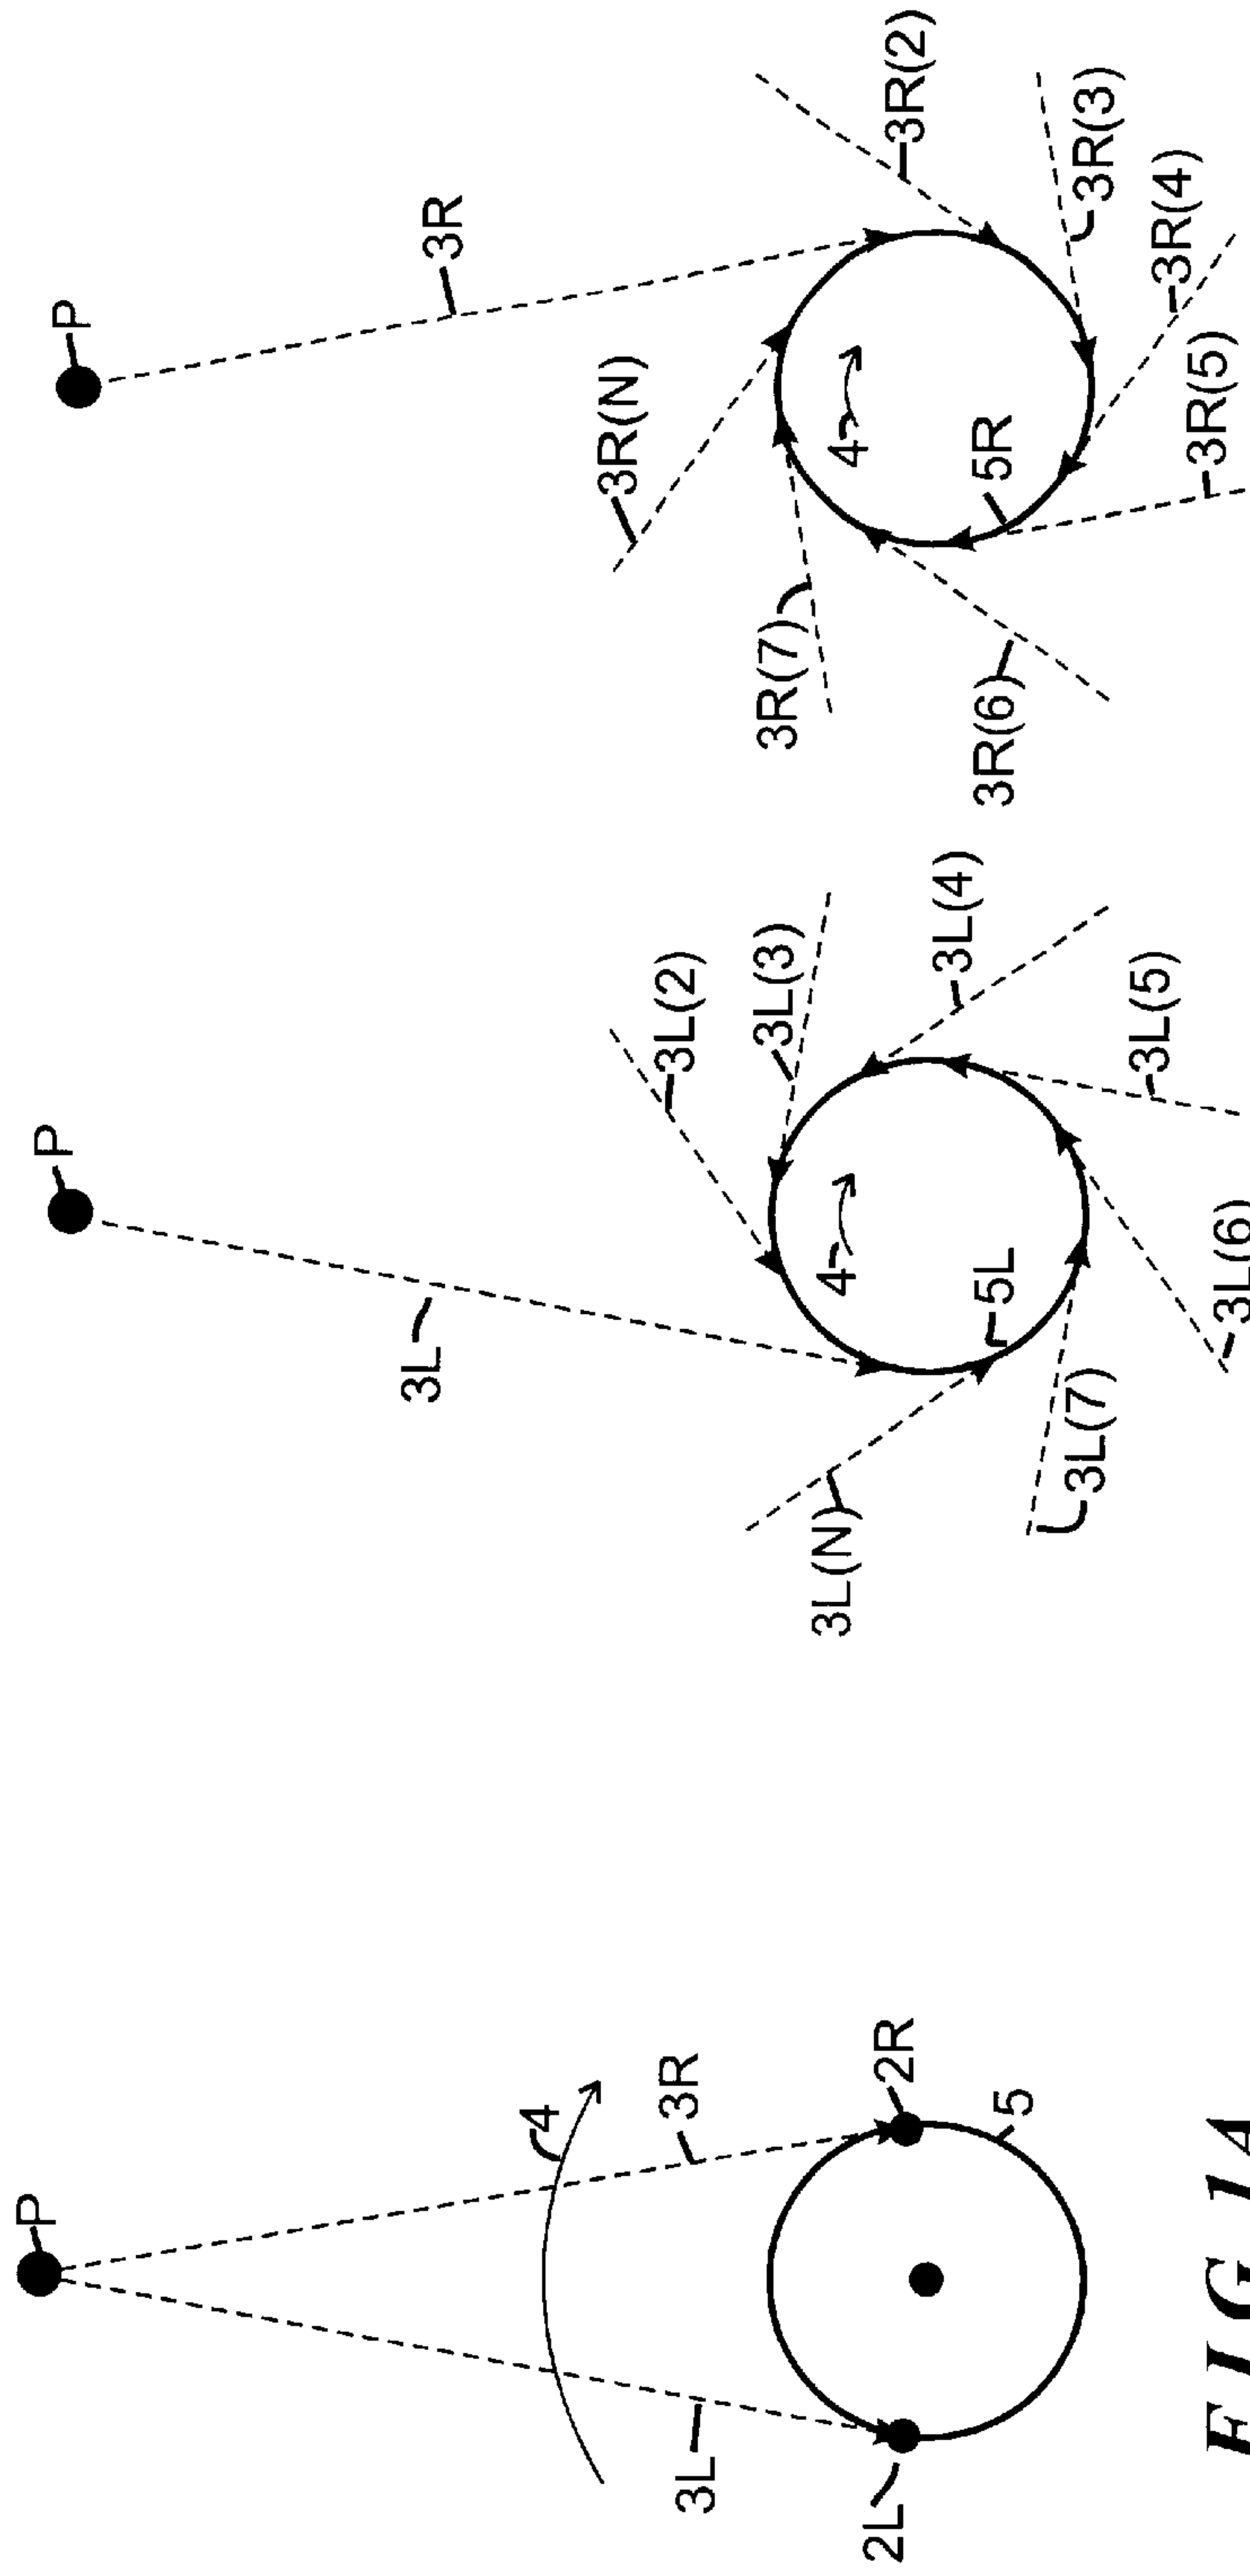 P
3L
3R
4
2L
2R
5
FIG 1A
P
3L
3L(2)
3L(3)
3L(4)
3L(5)
3L(6)
3L(7)
3L(N)
4
5L
P
3R
3R(N)
3R(2)
3R(3)
3R(4)
3R(5)
3R(6)
3R(7)
4
5R